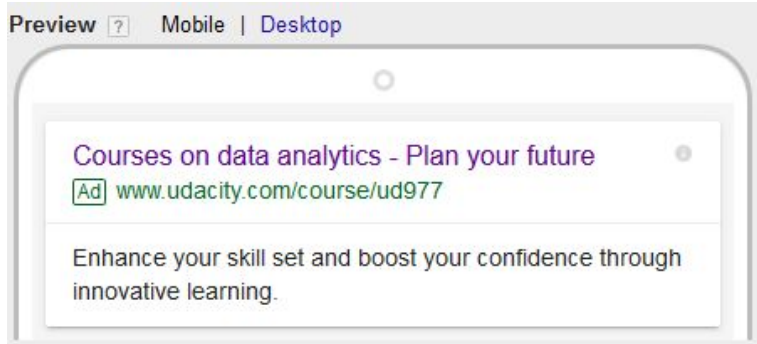 Preview ? Mobile | Desktop
Courses on data analytics - Plan your future
Ad www.udacity.com/course/ud977
Enhance your skill set and boost your confidence through
innovative learning.